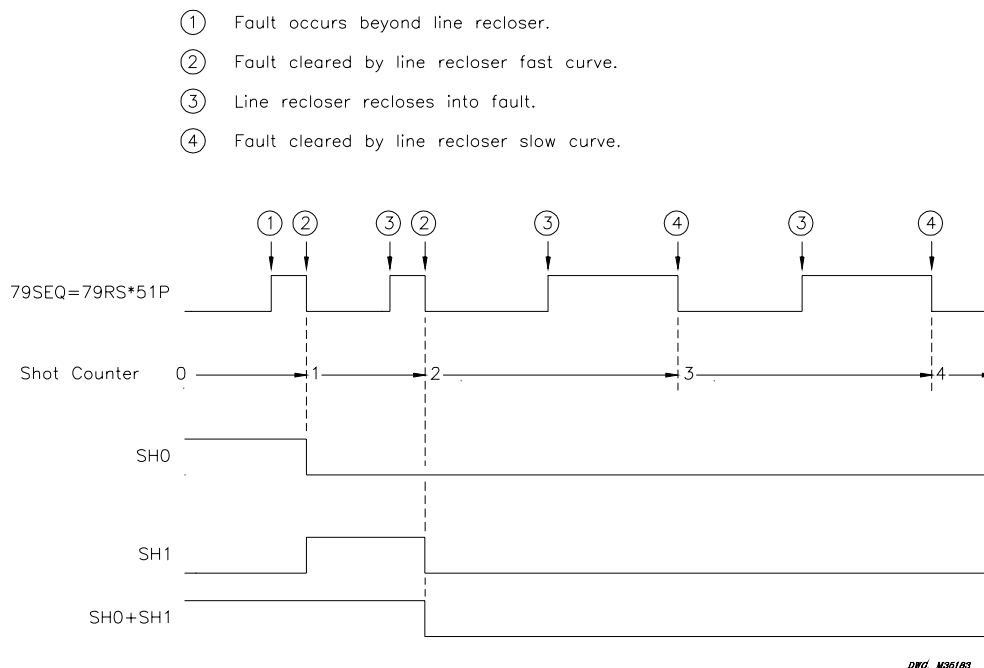 ① Fault occurs beyond line recloser.
② Fault cleared by line recloser fast curve.
③ Line recloser recloses into fault.
④ Fault cleared by line recloser slow curve.
① ② ③ ② ③ ④ ③ ④
79SEQ=79RS*51P
Shot Counter 0 1 2 3 4
SH0
SH1
SH0+SH1
DWG. M35183